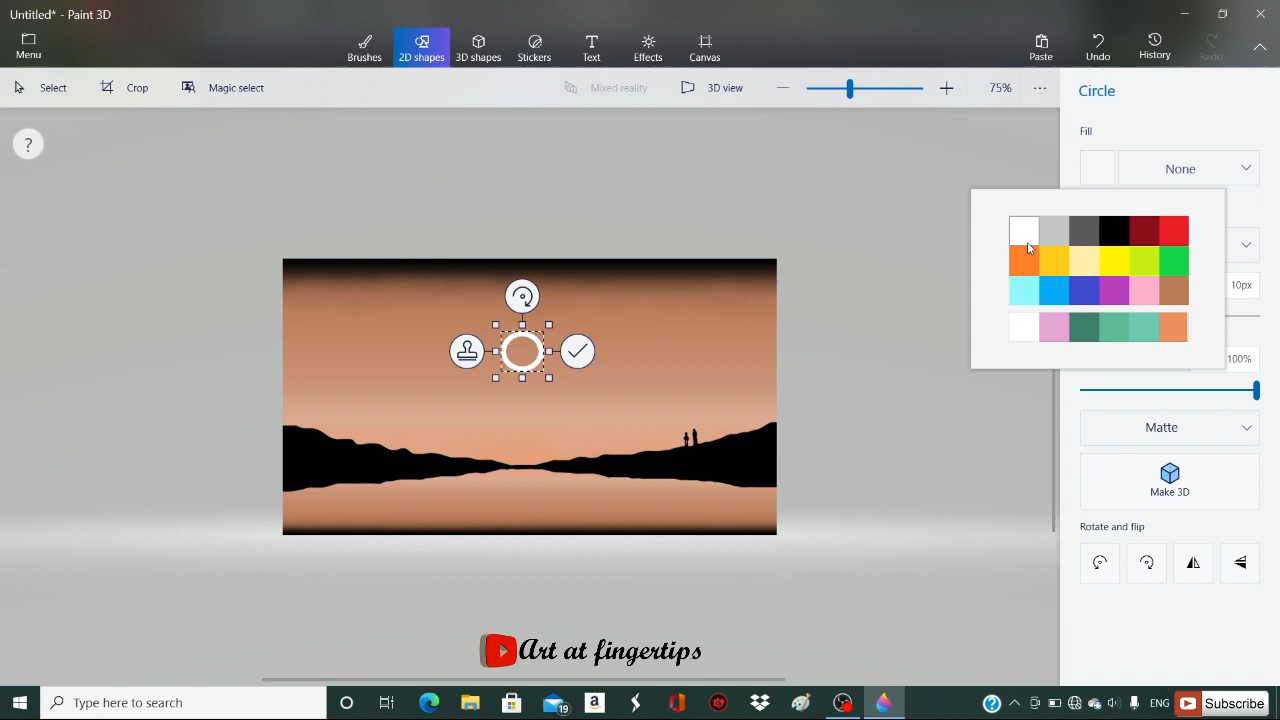 Untitled* - Paint 3D
Menu
Brushes
2D shapes
3D shapes
Stickers
Text
Effects
Canvas
Paste
Undo
History
Redo
Select
Crop
Magic select
Mixed reality
3D view
75%
Circle
?
Fill
None
10px
100%
Matte
Make 3D
Rotate and flip
Art at fingertips
Type here to search
19
a
ENG
Subscribe